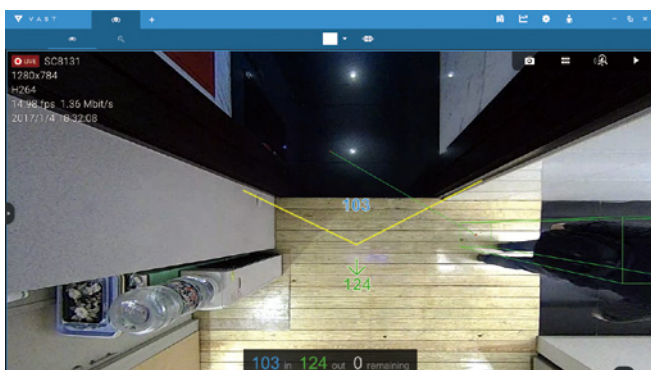 VAST
LIVE SC8131
1280x784
H264
14.98 fps 1.36 Mbit/s
2017/1/4 18:32:08
103
124
103 in 124 out 0 remaining